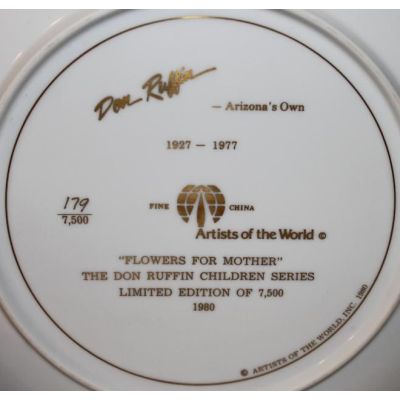 Don Ruffin
— Arizona's Own
1927 — 1977
179
7,500
FINE CHINA
Artists of the World ©
"FLOWERS FOR MOTHER"
THE DON RUFFIN CHILDREN SERIES
LIMITED EDITION OF 7,500
1980
© ARTISTS OF THE WORLD, INC. 1980